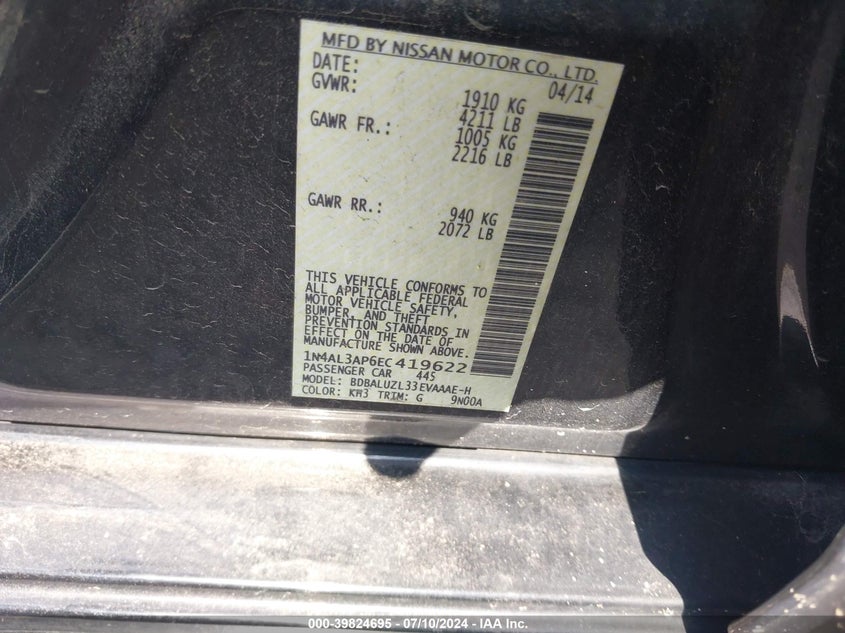 MFD BY NISSAN MOTOR CO., LTD.
DATE: 04/14
GVWR: 1910 KG
4211 LB
GAWR FR.: 1005 KG
2216 LB
GAWR RR.: 940 KG
2072 LB
THIS VEHICLE CONFORMS TO
ALL APPLICABLE FEDERAL
MOTOR VEHICLE SAFETY,
BUMPER, AND THEFT
PREVENTION STANDARDS IN
EFFECT ON THE DATE OF
MANUFACTURE SHOWN ABOVE.
1N4AL3AP6EC419622
PASSENGER CAR 445
MODEL: BDBALUZL33EVAAAE-H
COLOR: KH3 TRIM: G 9N00A
000-39824695 - 07/10/2024 - IAA Inc.